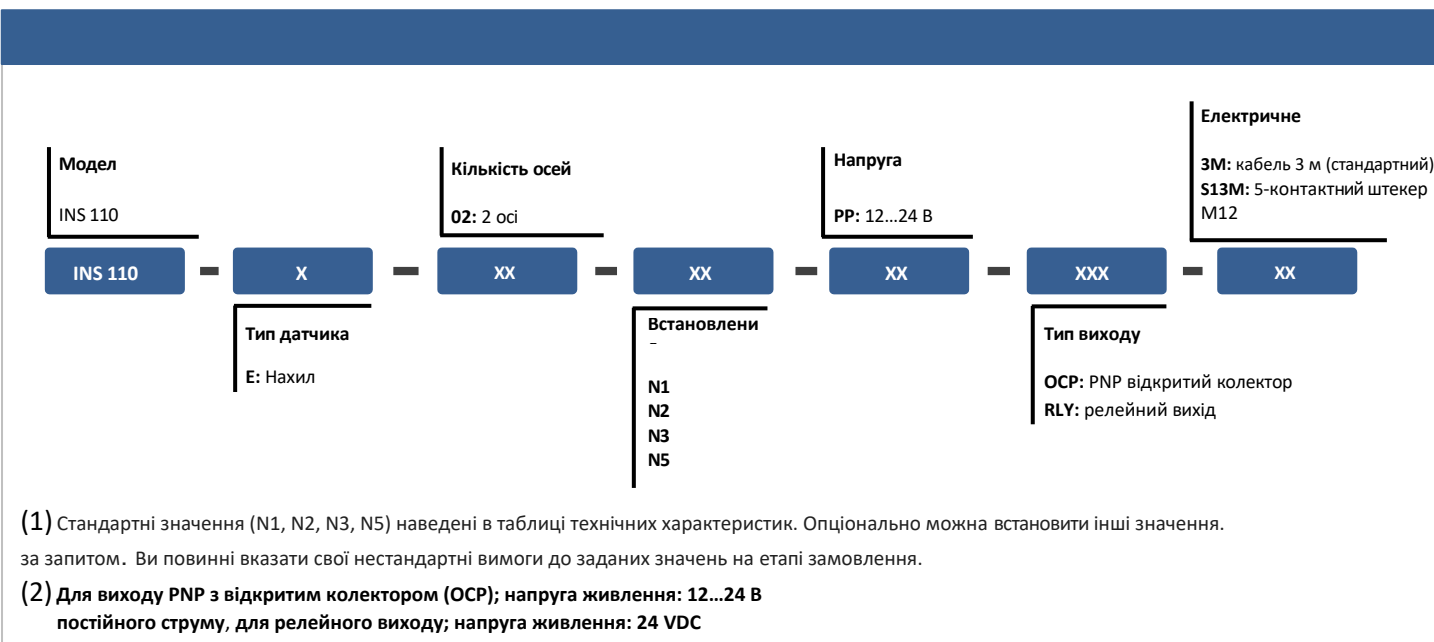 Електричне
3M: кабель 3 м (стандартний)
S13M: 5-контактний штекер
M12
Модел
INS 110
Кількість осей
02: 2 осі
Напруга
PP: 12...24 В
INS 110 - X - XX - XX - XX - XXX - XX
Тип датчика
E: Нахил
Встановлени
N1
N2
N3
N5
Тип виходу
OCP: PNP відкритий колектор
RLY: релейний вихід
(1) Стандартні значення (N1, N2, N3, N5) наведені в таблиці технічних характеристик. Опціонально можна встановити інші значення.
за запитом. Ви повинні вказати свої нестандартні вимоги до заданих значень на етапі замовлення.
(2) Для виходу PNP з відкритим колектором (OCP); напруга живлення: 12...24 В
постійного струму, для релейного виходу; напруга живлення: 24 VDC